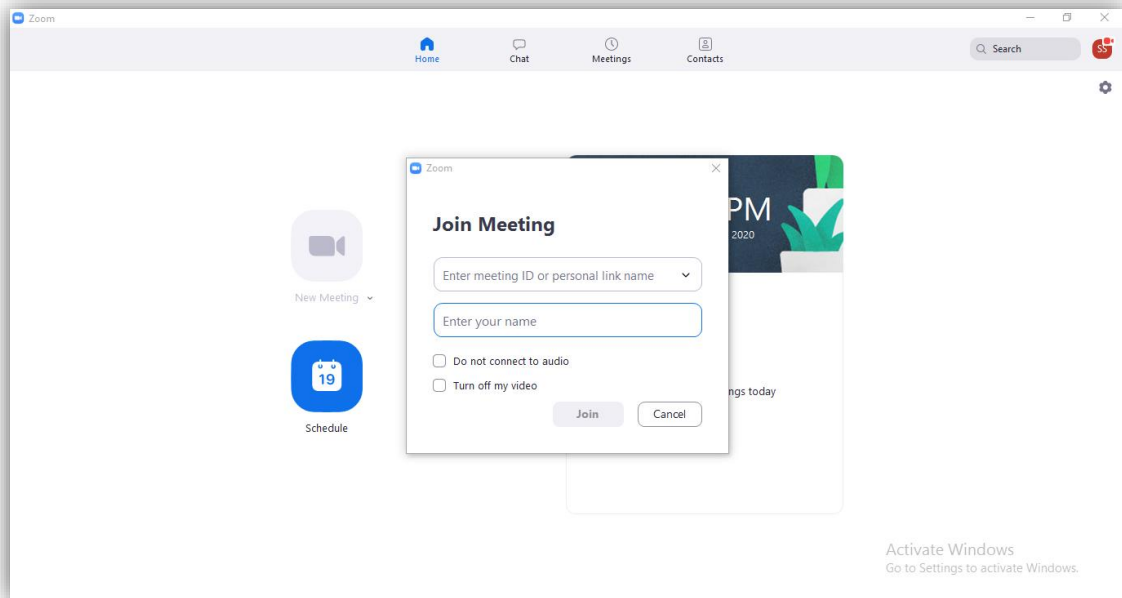 Zoom
Home
Chat
Meetings
Contacts
Search
SS
Zoom
Join Meeting
Enter meeting ID or personal link name
Enter your name
Do not connect to audio
Turn off my video
Join
Cancel
New Meeting
19
Schedule
PM
2020
today
Activate Windows
Go to Settings to activate Windows.